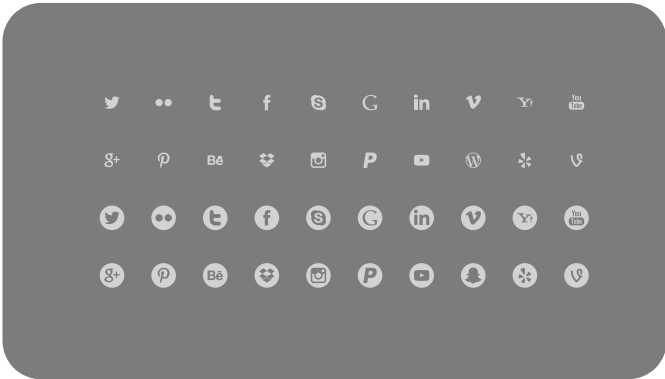 t f S G in V Y! You Tube
g+ P Bē P W V
t f S G in V Y! You Tube
g+ P Bē P V